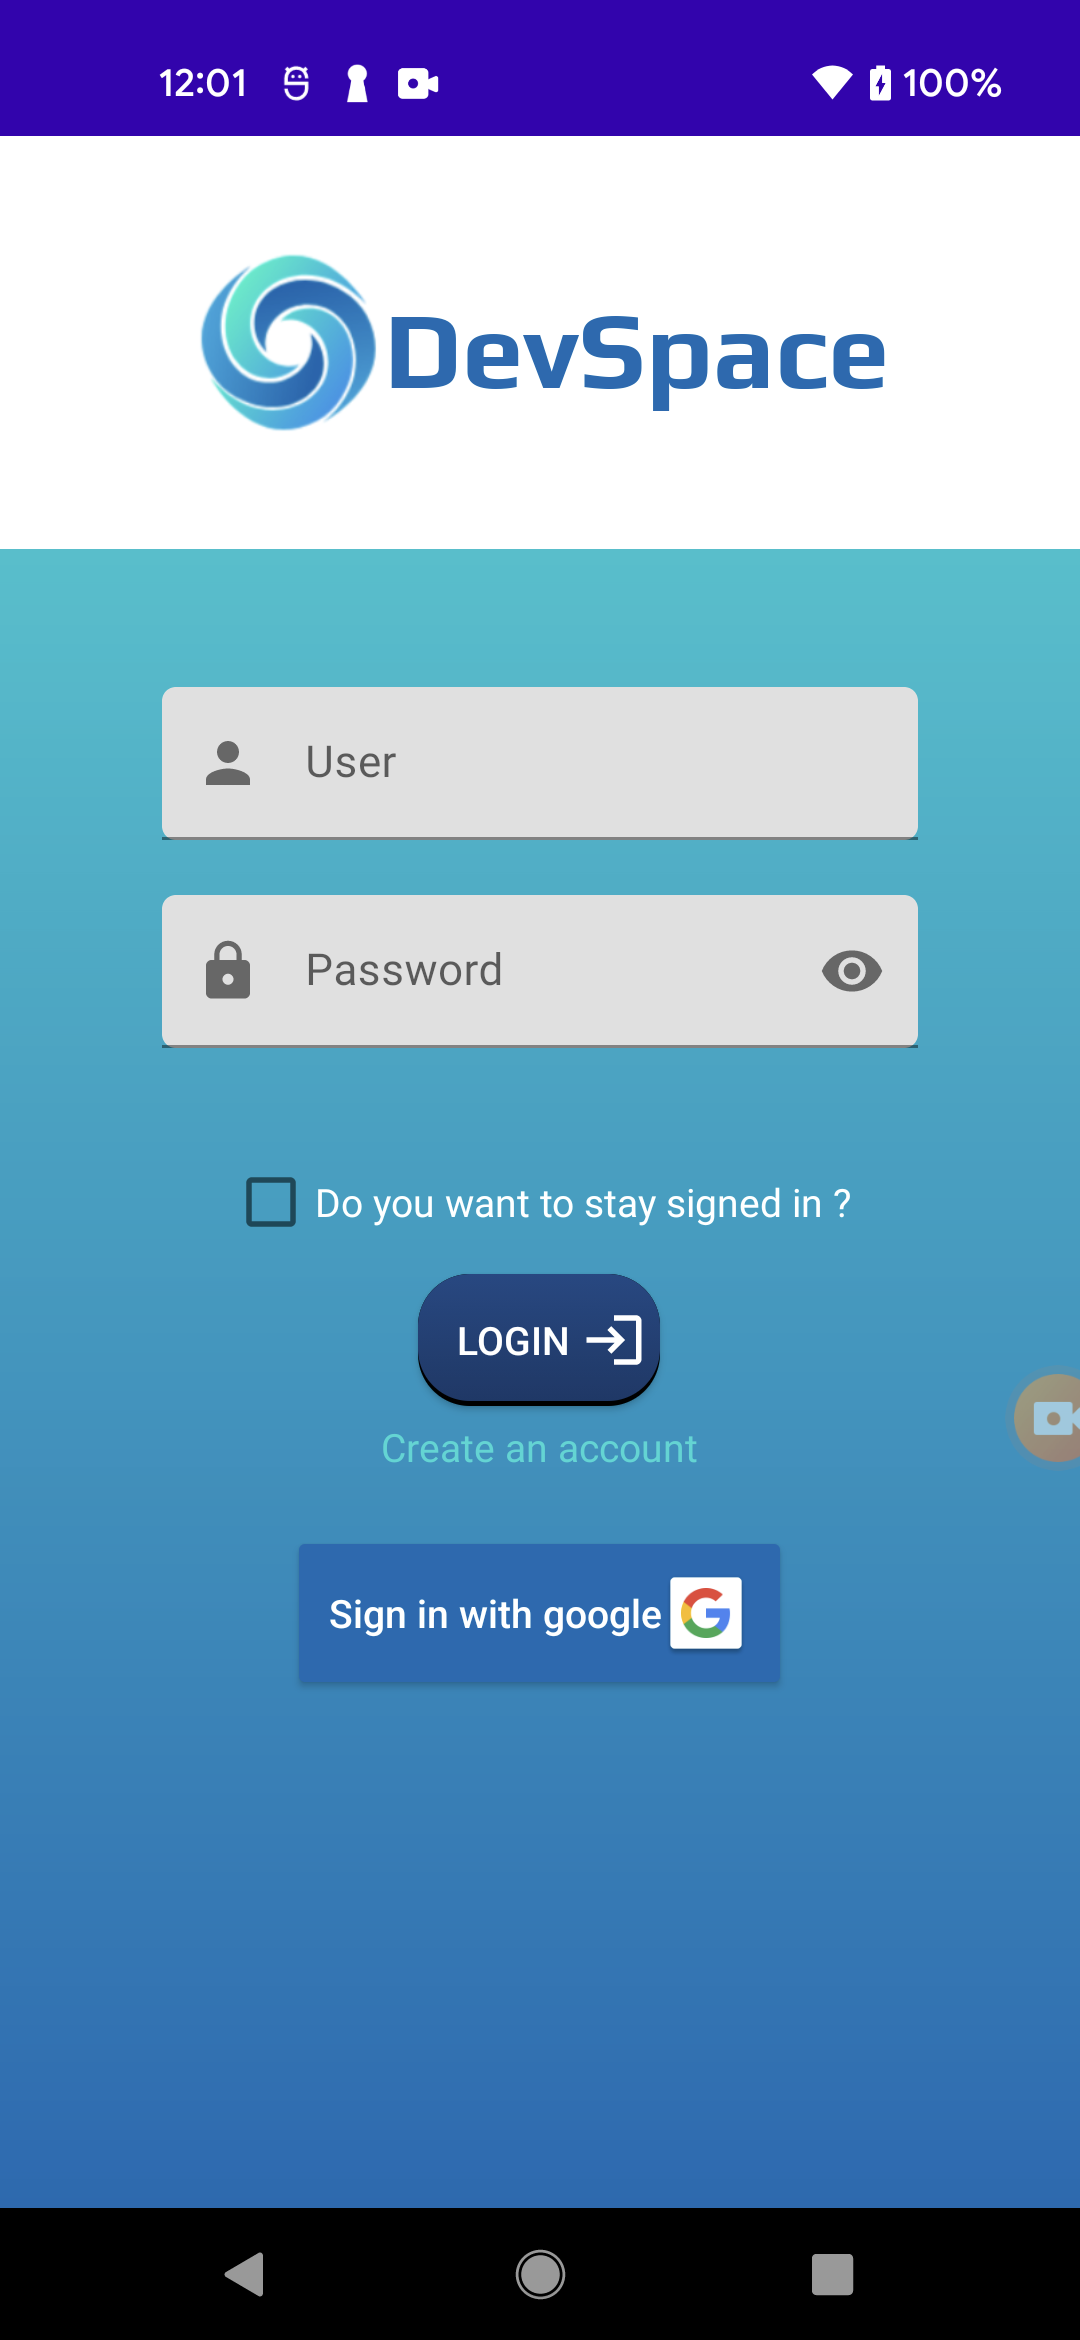 12:01 100%
DevSpace
User
Password
Do you want to stay signed in ?
LOGIN
Create an account
Sign in with google